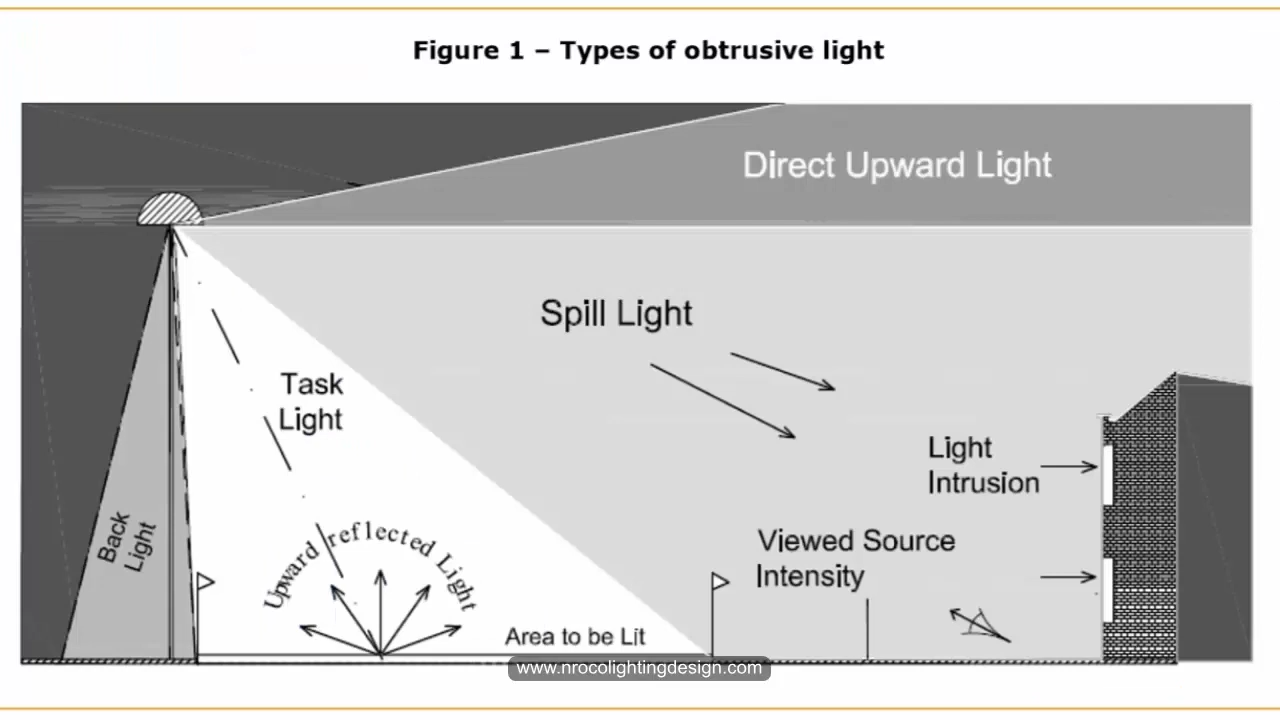 Figure 1 – Types of obtrusive light
Direct Upward Light
Spill Light
Task
Light
Light
Intrusion
Back
Light
Viewed Source
Intensity
Upward reflected Light
Area to be Lit
www.nrocolightingdesign.com